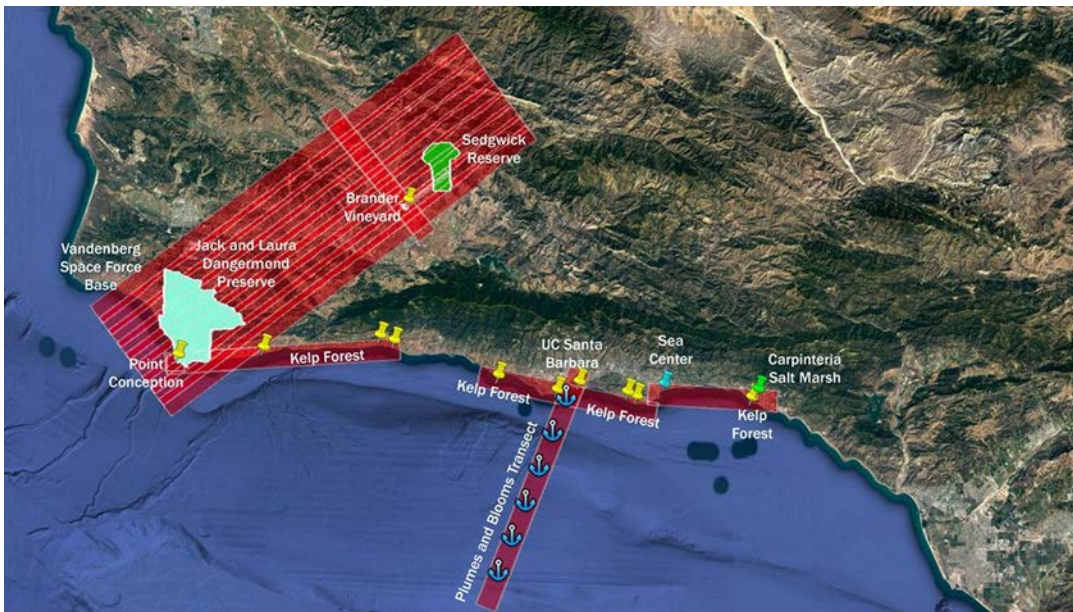 Sedgwick
Reserve
Brander
Vineyard
Vandenberg
Space Force
Base
Jack and Laura
Dangermond
Preserve
Point
Conception
Kelp Forest
UC Santa
Barbara
Sea
Center
Carpinteria
Salt Marsh
Kelp Forest
Kelp Forest
Kelp
Forest
Plumes and Blooms Transect